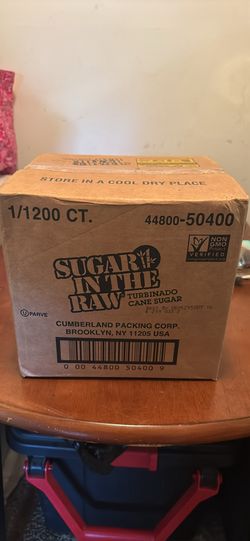 STORE IN A COOL DRY PLACE
1/1200 CT.
44800-50400
SUGAR
IN THE
RAW
TURBINADO
CANE SUGAR
NON
GMO
VERIFIED
U PARVE
CUMBERLAND PACKING CORP.
BROOKLYN, NY 11205 USA
0 00 44800 50400 9